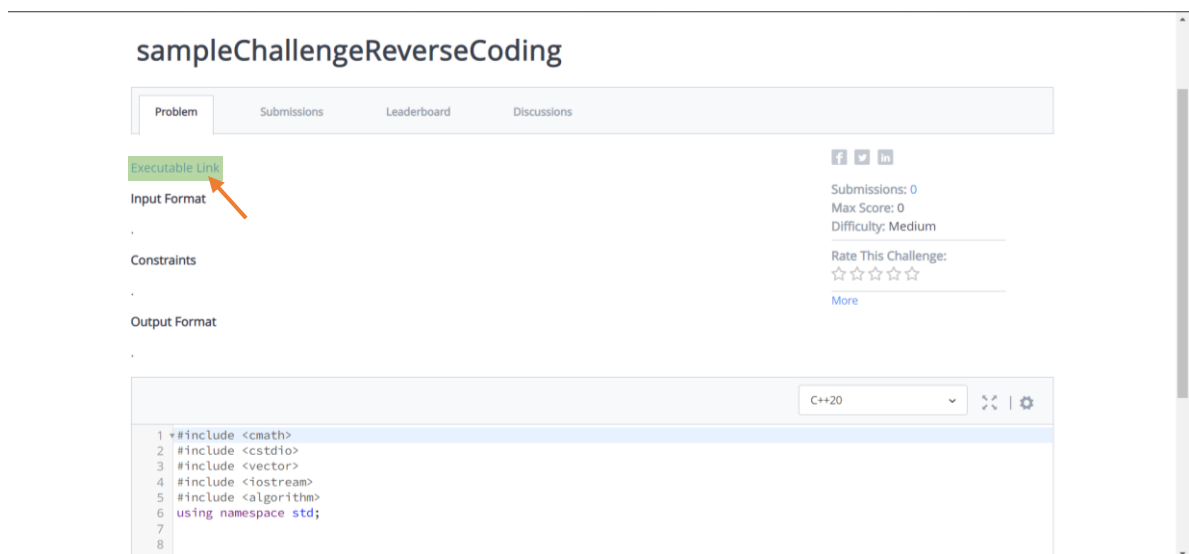 sampleChallengeReverseCoding
Problem Submissions Leaderboard Discussions
Executable Link
Input Format
.
Constraints
.
Output Format
.
f in
Submissions: 0
Max Score: 0
Difficulty: Medium
Rate This Challenge:
More
C++20
1 #include <cmath>
2 #include <cstdio>
3 #include <vector>
4 #include <iostream>
5 #include <algorithm>
6 using namespace std;
7
8